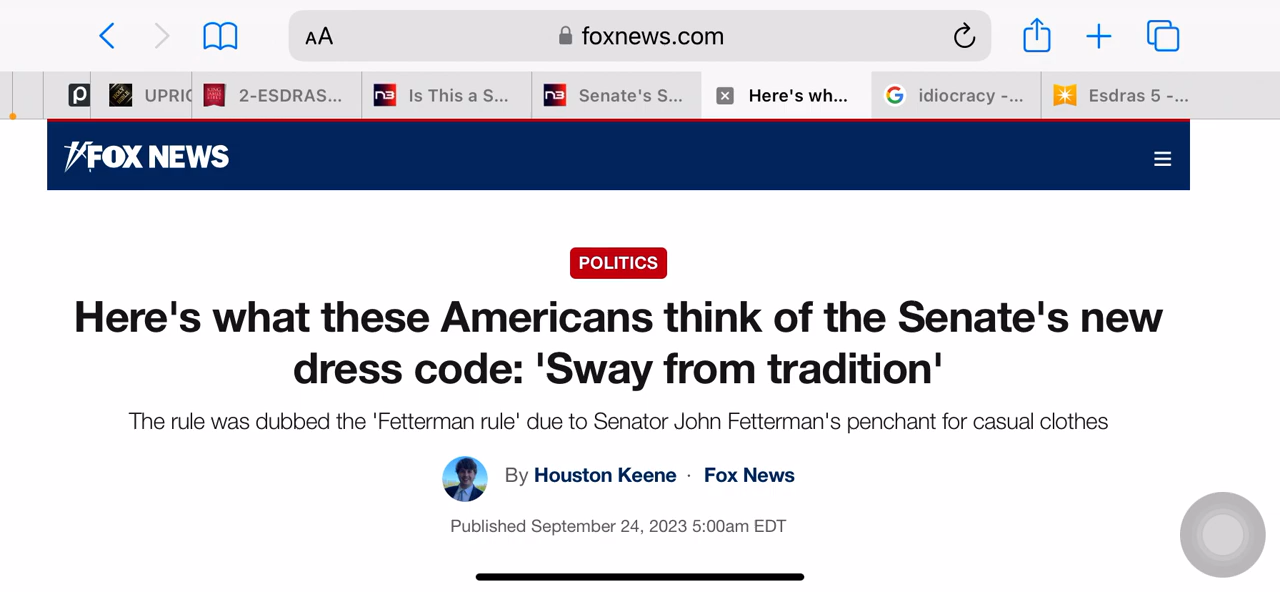 AA foxnews.com
UPRIC 2-ESDRAS... n3 Is This a S... n3 Senate's S... Here's wh... G idiocracy -... Esdras 5 -...
FOX NEWS
POLITICS
Here's what these Americans think of the Senate's new
dress code: 'Sway from tradition'
The rule was dubbed the 'Fetterman rule' due to Senator John Fetterman's penchant for casual clothes
By Houston Keene · Fox News
Published September 24, 2023 5:00am EDT